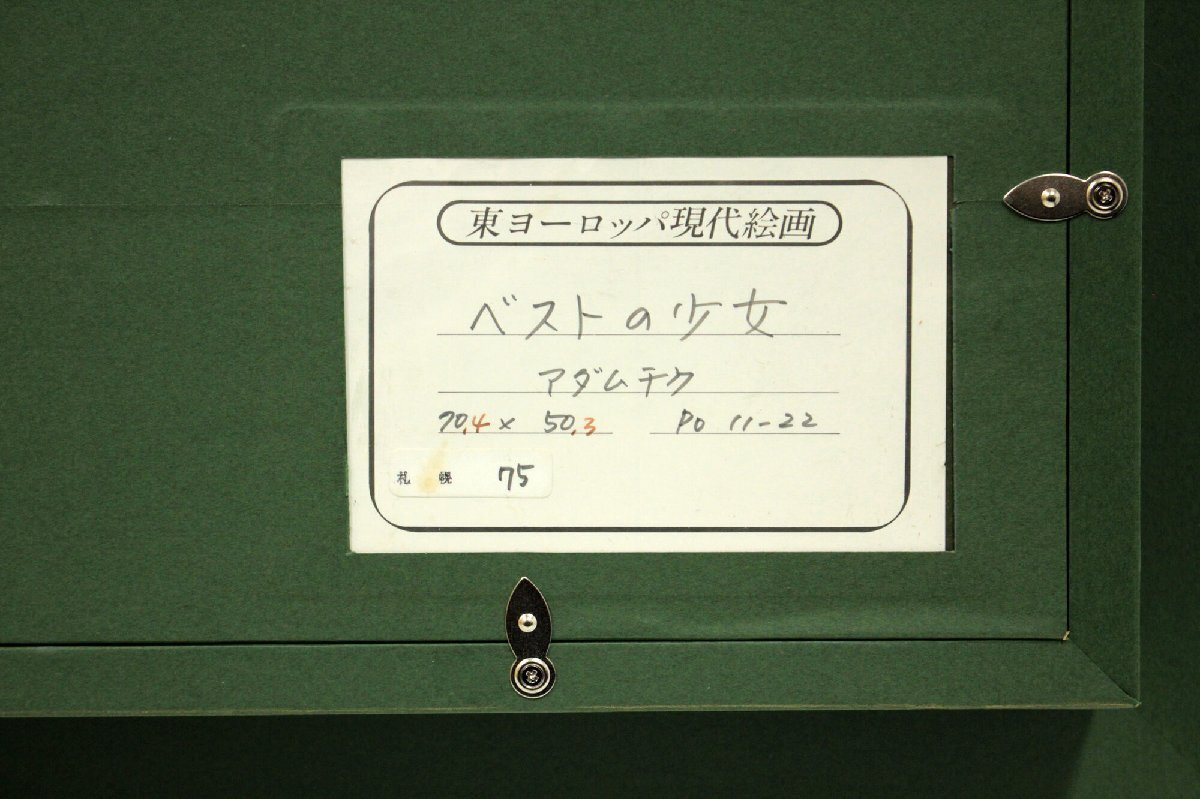 東ヨーロッパ現代絵画
ベストの少女
アダムチク
70.4× 50.3 Po 11-22
札幌 75